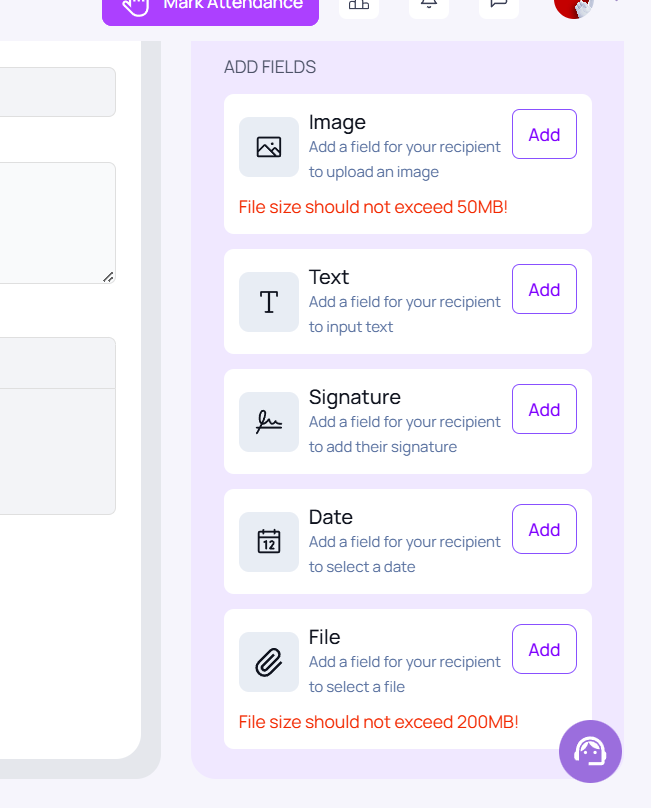 Mark Attendance
ADD FIELDS
Image
Add a field for your recipient
to upload an image
Add
File size should not exceed 50MB!
Text
Add a field for your recipient
to input text
Add
Signature
Add a field for your recipient
to add their signature
Add
12
Date
Add a field for your recipient
to select a date
Add
File
Add a field for your recipient
to select a file
Add
File size should not exceed 200MB!